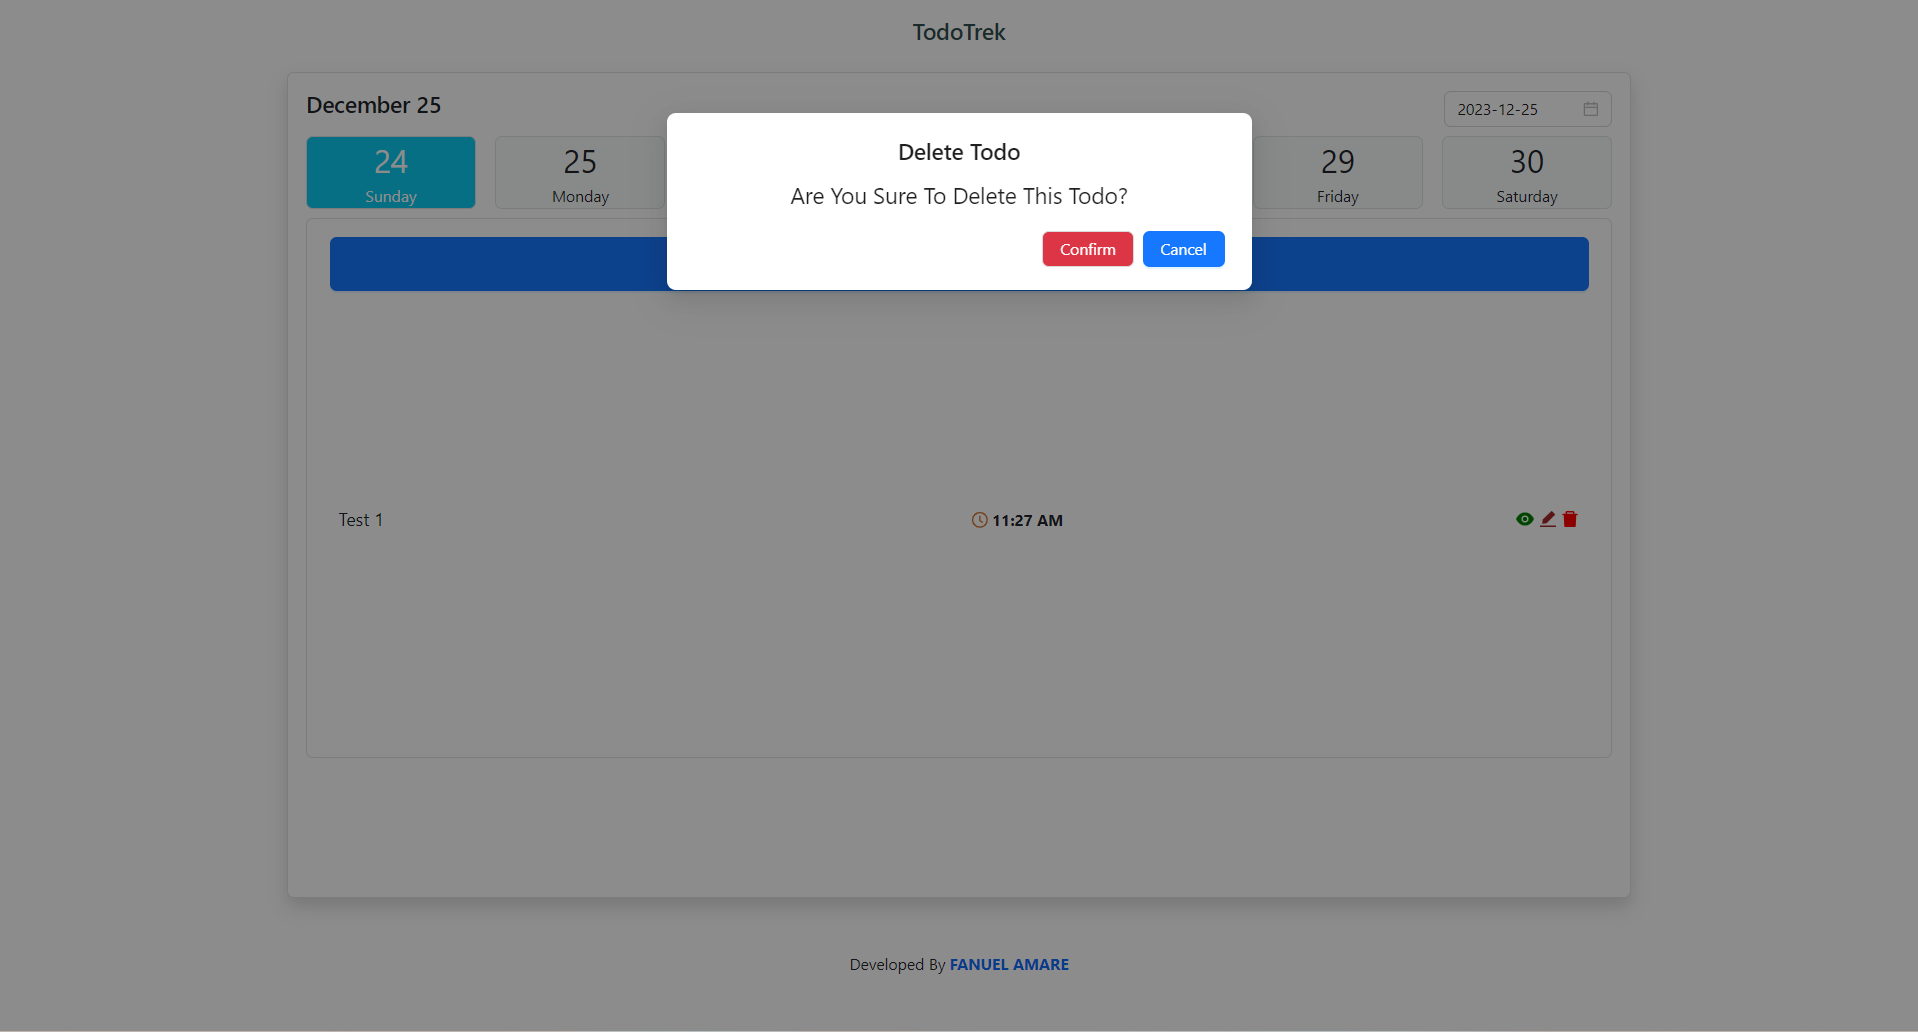 TodoTrek
December 25
2023-12-25
Delete Todo
Are You Sure To Delete This Todo?
Confirm Cancel
24 25 29 30
Sunday Monday Friday Saturday
Test 1 11:27 AM
Developed By FANUEL AMARE